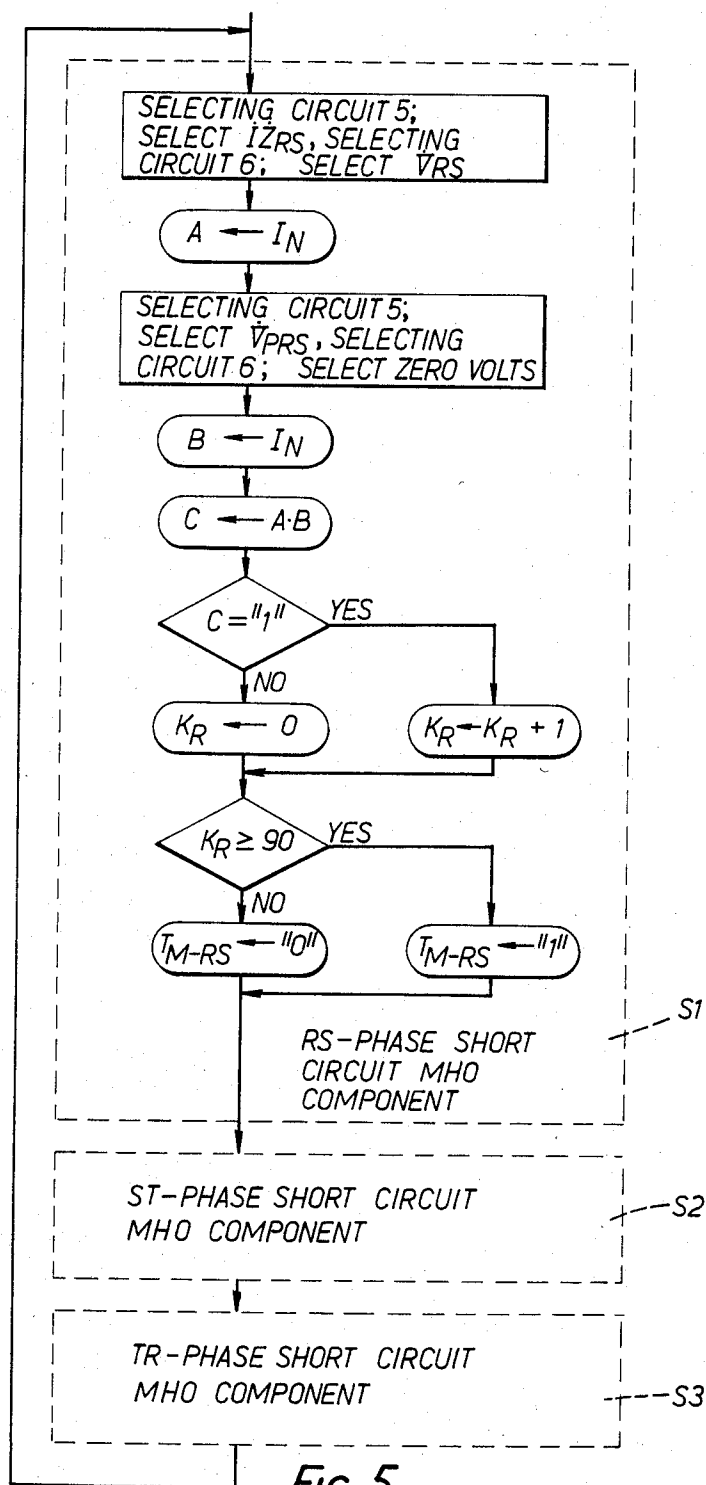 SELECTING CIRCUIT 5;
SELECT İŻRS, SELECTING
CIRCUIT 6; SELECT V̇RS
A ← IN
SELECTING CIRCUIT 5;
SELECT V̇PRS, SELECTING
CIRCUIT 6; SELECT ZERO VOLTS
B ← IN
C ← A·B
C = "1"
YES
NO
KR ← 0
KR ← KR + 1
KR ≥ 90
YES
NO
TM-RS ← "0"
TM-RS ← "1"
RS-PHASE SHORT
CIRCUIT MHO
COMPONENT
S1
ST-PHASE SHORT CIRCUIT
MHO COMPONENT
S2
TR-PHASE SHORT CIRCUIT
MHO COMPONENT
S3
FIG. 5